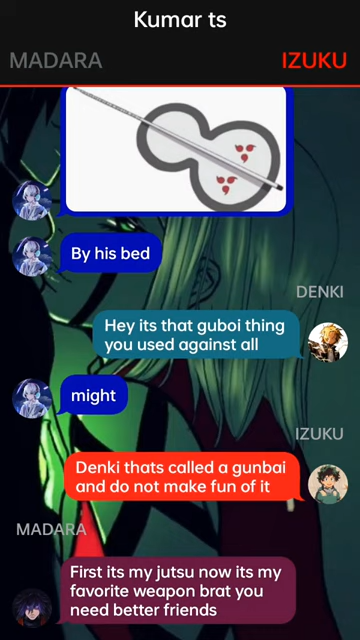 Kumar ts
MADARA
IZUKU
By his bed
DENKI
Hey its that guboi thing
you used against all
might
IZUKU
Denki thats called a gunbai
and do not make fun of it
MADARA
First its my jutsu now its my
favorite weapon brat you
need better friends